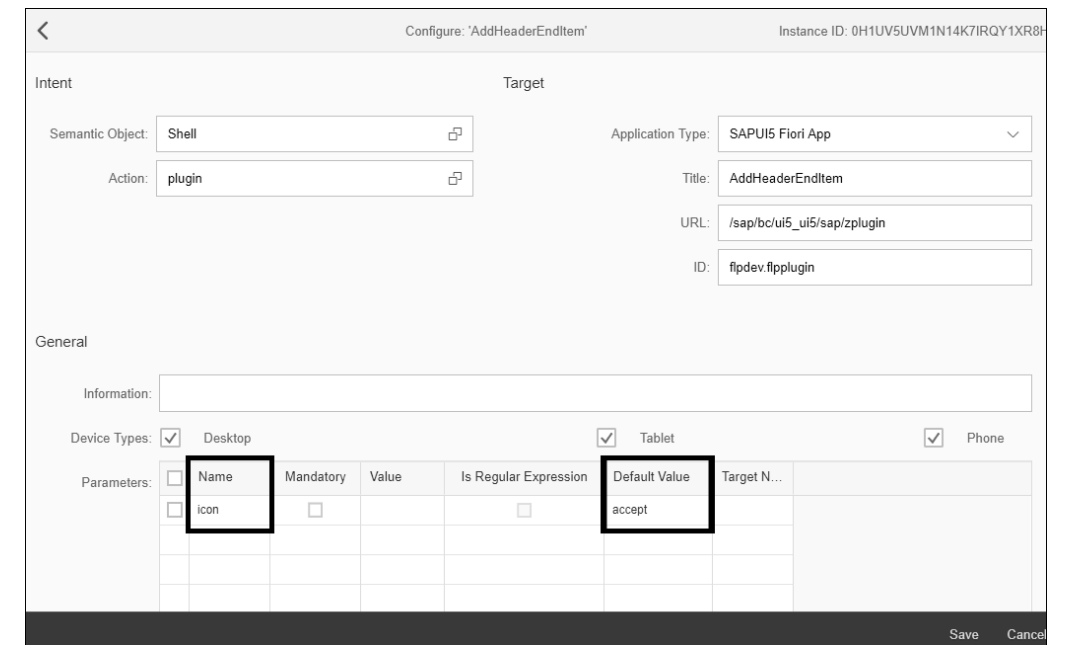 Configure: 'AddHeaderEndItem' Instance ID: 0H1UV5UVM1N14K7IRQY1XR8H
Intent Target
Semantic Object: Shell Application Type: SAPUI5 Fiori App
Action: plugin Title: AddHeaderEndItem
URL: /sap/bc/ui5_ui5/sap/zplugin
ID: flpdev.flpplugin
General
Information:
Device Types: Desktop Tablet Phone
Parameters: Name Mandatory Value Is Regular Expression Default Value Target N...
icon accept
Save Cancel